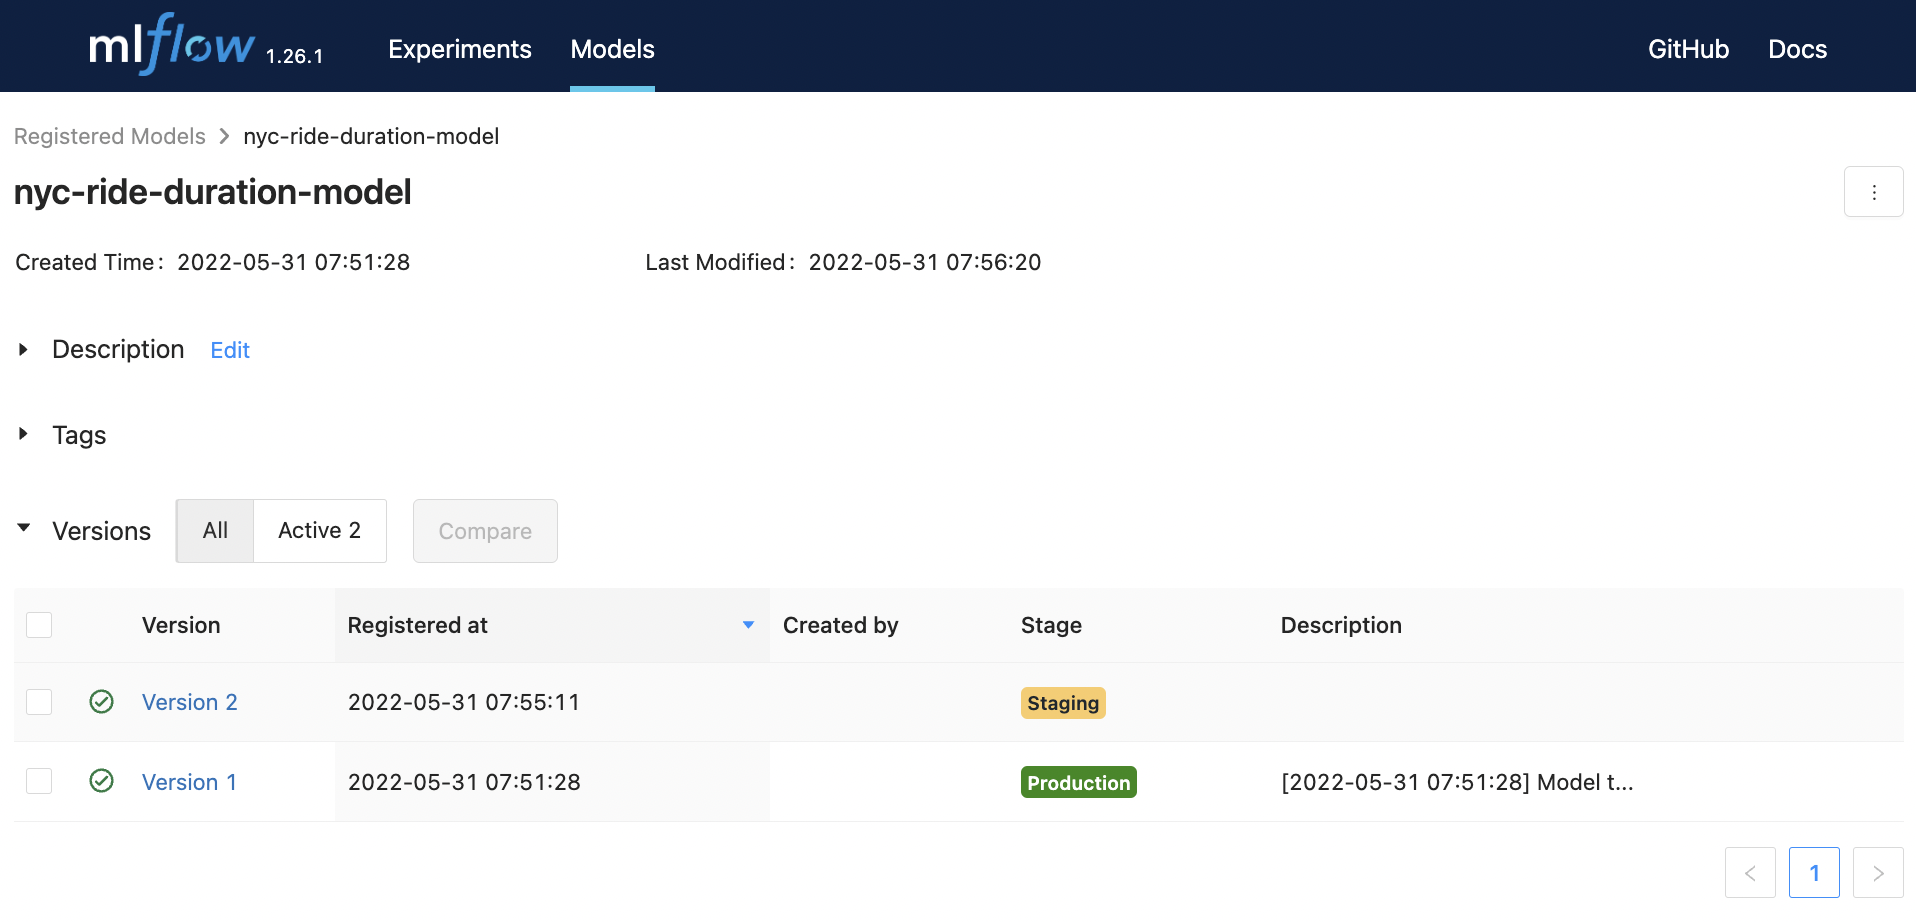 mlflow 1.26.1 Experiments Models GitHub Docs
Registered Models > nyc-ride-duration-model
nyc-ride-duration-model
Created Time: 2022-05-31 07:51:28 Last Modified: 2022-05-31 07:56:20
Description Edit
Tags
Versions All Active 2 Compare
Version Registered at Created by Stage Description
Version 2 2022-05-31 07:55:11 Staging
Version 1 2022-05-31 07:51:28 Production [2022-05-31 07:51:28] Model t...
< 1 >